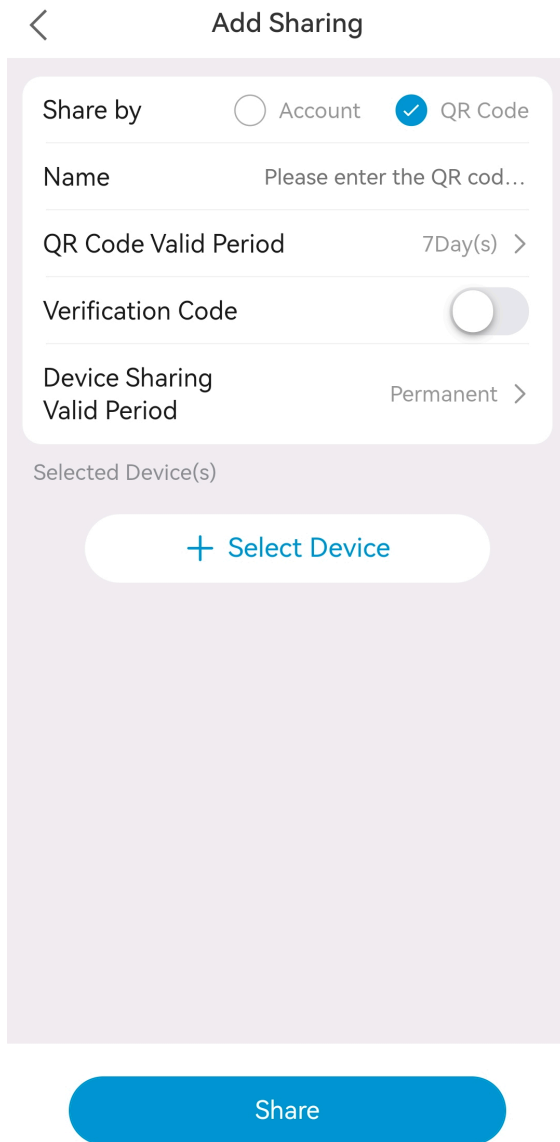 Add Sharing
Share by Account QR Code
Name Please enter the QR cod...
QR Code Valid Period 7Day(s)
Verification Code
Device Sharing
Valid Period Permanent
Selected Device(s)
+ Select Device
Share